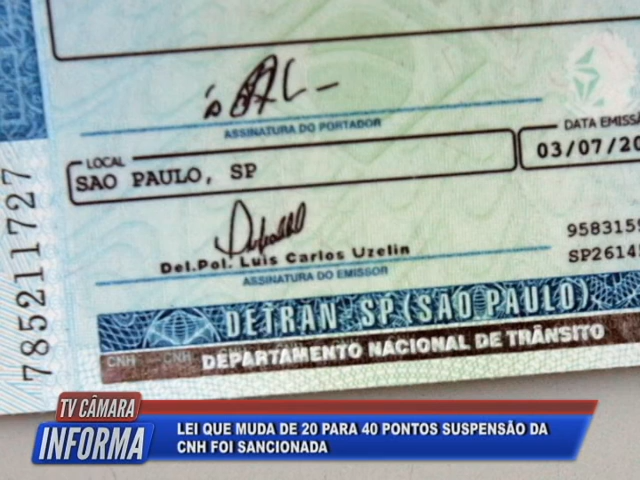 ASSINATURA DO PORTADOR
LOCAL
SAO PAULO, SP
DATA EMISSÃ
03/07/20
Del.Pol. Luis Carlos Uzelin
ASSINATURA DO EMISSOR
9583159
SP2614
785211727
DETRAN-SP(SAO PAULO)
CNH CNH
DEPARTAMENTO NACIONAL DE TRÂNSITO
TV CÂMARA
INFORMA
LEI QUE MUDA DE 20 PARA 40 PONTOS SUSPENSÃO DA
CNH FOI SANCIONADA